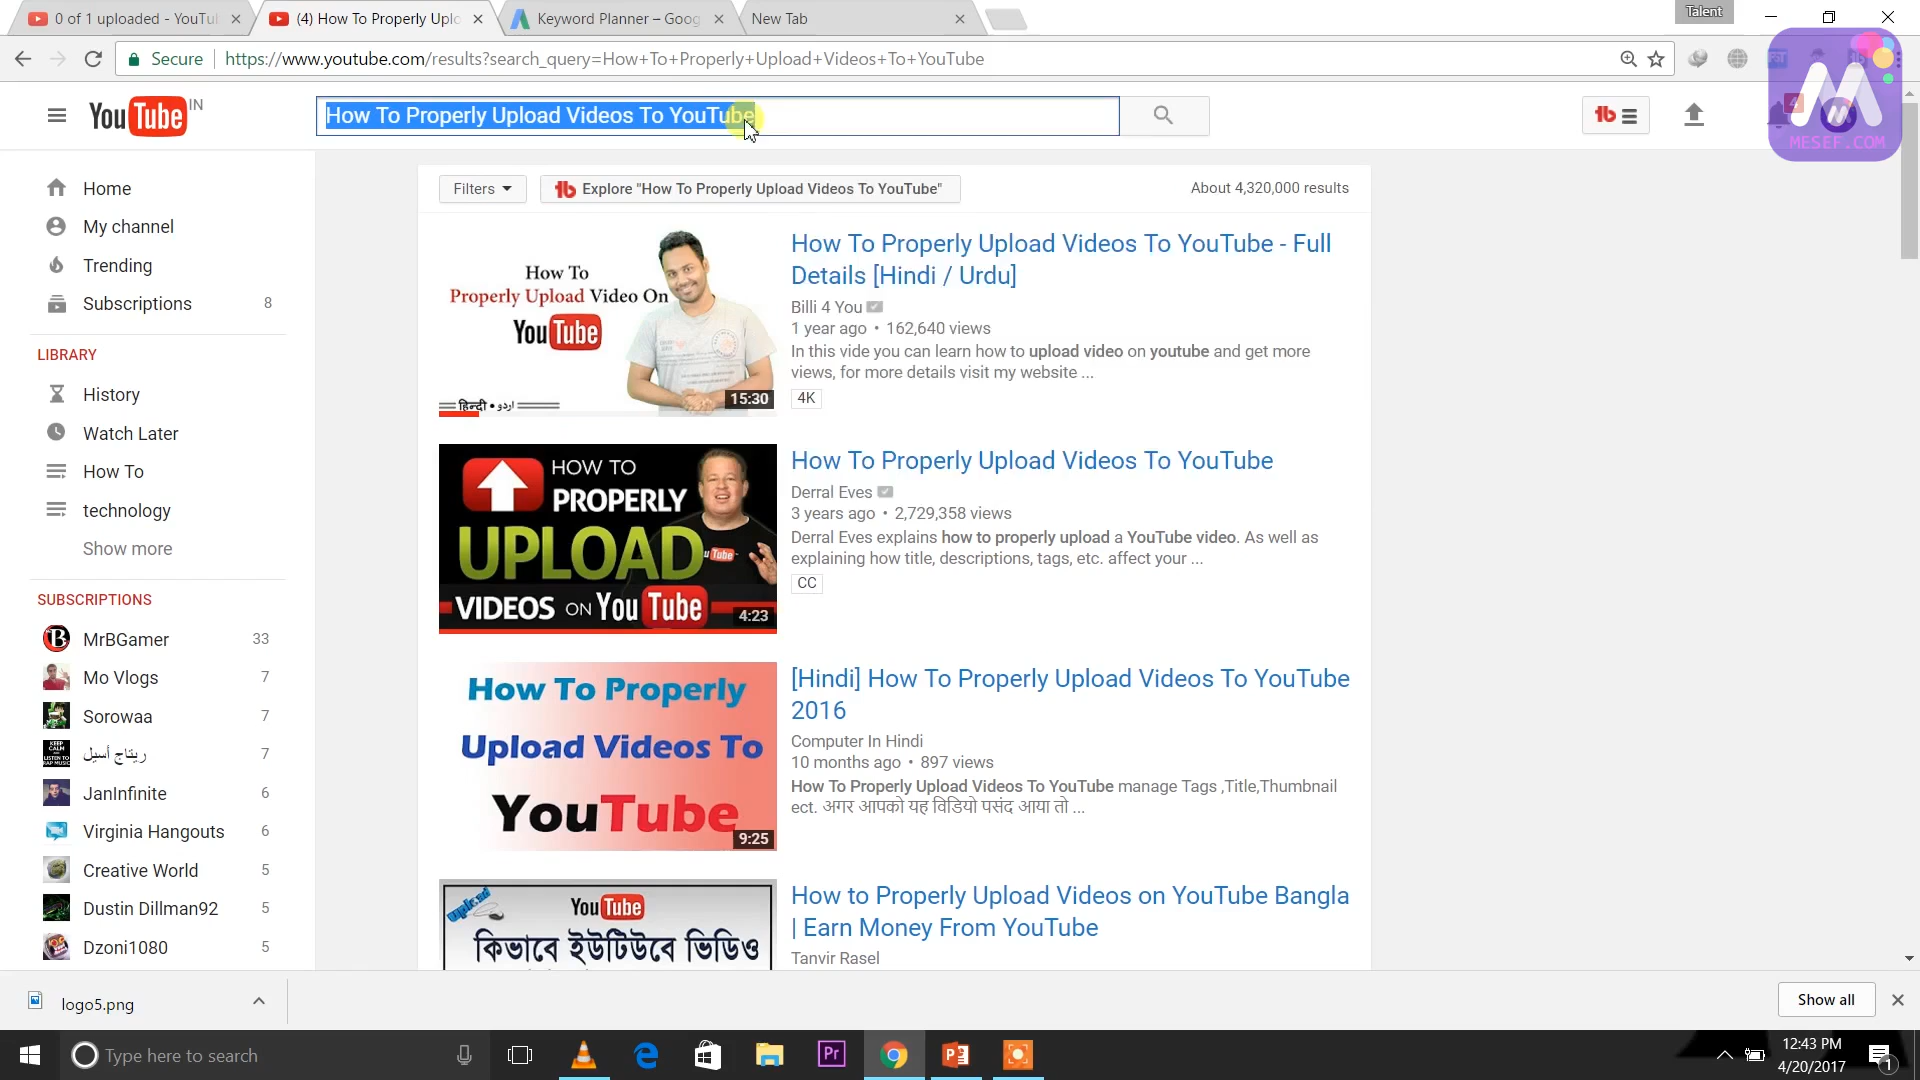 0 of 1 uploaded - YouTu
(4) How To Properly Uplo
Keyword Planner – Goog
New Tab
Talent
Secure
https://www.youtube.com/results?search_query=How+To+Properly+Upload+Videos+To+YouTube
YouTube IN
How To Properly Upload Videos To YouTube
4
MESEF.COM
Home
My channel
Trending
Subscriptions 8
LIBRARY
History
Watch Later
How To
technology
Show more
SUBSCRIPTIONS
MrBGamer 33
Mo Vlogs 7
Sorowaa 7
ريتاج أسيل 7
JanInfinite 6
Virginia Hangouts 6
Creative World 5
Dustin Dillman92 5
Dzoni1080 5
Filters
Explore "How To Properly Upload Videos To YouTube"
About 4,320,000 results
How To
Properly Upload Video On
YouTube
हिन्दी • اردو
15:30
How To Properly Upload Videos To YouTube - Full
Details [Hindi / Urdu]
Billi 4 You
1 year ago • 162,640 views
In this vide you can learn how to upload video on youtube and get more
views, for more details visit my website ...
4K
HOW TO
PROPERLY
UPLOAD
VIDEOS ON YouTube
4:23
How To Properly Upload Videos To YouTube
Derral Eves
3 years ago • 2,729,358 views
Derral Eves explains how to properly upload a YouTube video. As well as
explaining how title, descriptions, tags, etc. affect your ...
CC
How To Properly
Upload Videos To
YouTube
9:25
[Hindi] How To Properly Upload Videos To YouTube
2016
Computer In Hindi
10 months ago • 897 views
How To Properly Upload Videos To YouTube manage Tags ,Title,Thumbnail
ect. अगर आपको यह विडियो पसंद आया तो ...
upload
YouTube
কিভাবে ইউটিউবে ভিডিও
How to Properly Upload Videos on YouTube Bangla
| Earn Money From YouTube
Tanvir Rasel
logo5.png
Show all
Type here to search
Pr
12:43 PM
4/20/2017
1